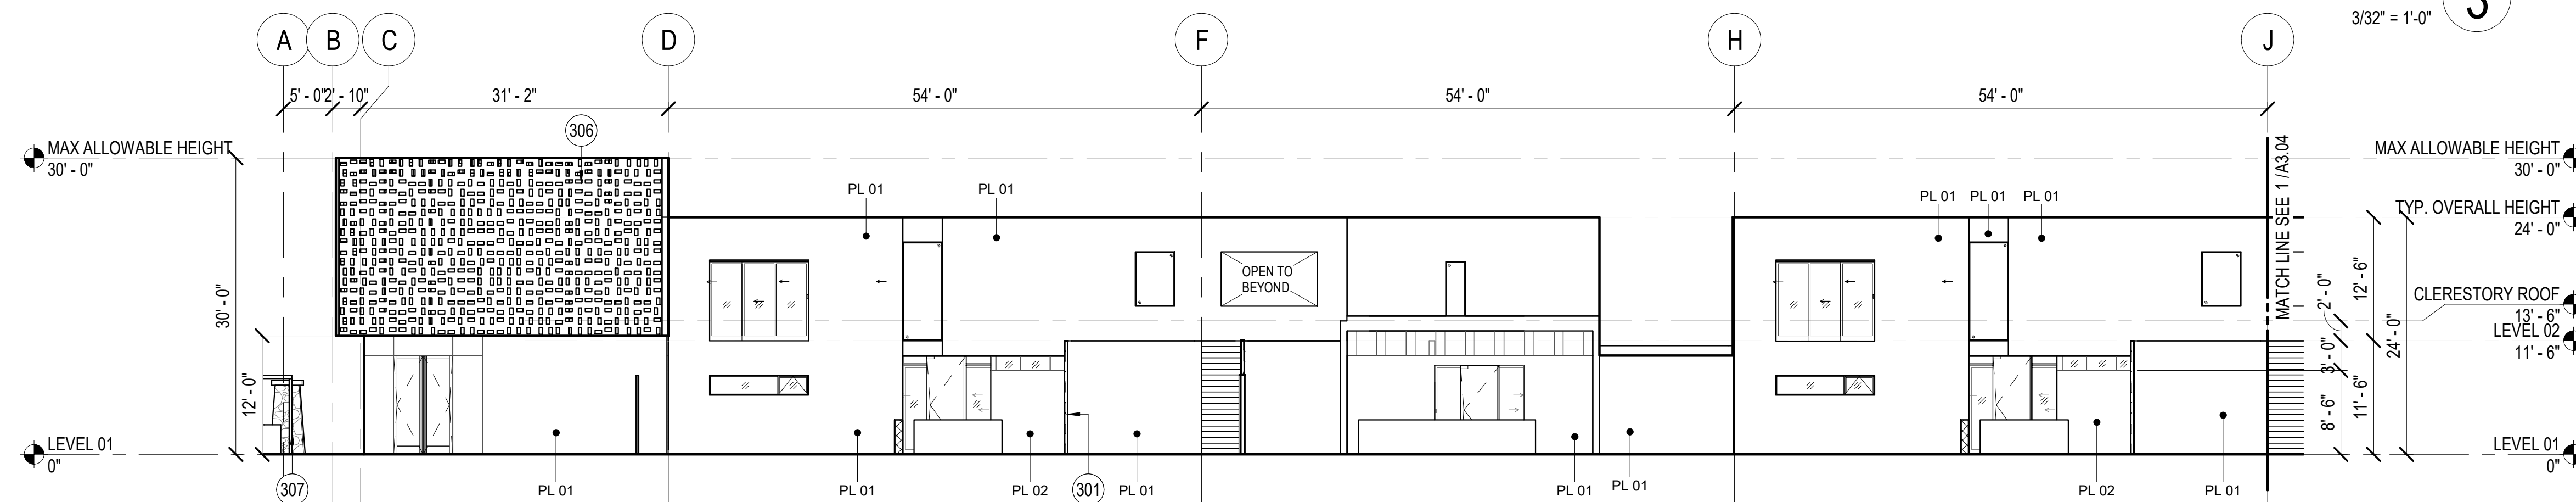 3/32" = 1'-0"
3
A
B
C
D
F
H
J
5' - 0"
2' - 10"
31' - 2"
54' - 0"
54' - 0"
54' - 0"
306
MAX ALLOWABLE HEIGHT
30' - 0"
MAX ALLOWABLE HEIGHT
30' - 0"
PL 01
PL 01
PL 01
PL 01
PL 01
TYP. OVERALL HEIGHT
24' - 0"
MATCH LINE SEE 1 /A3.04
OPEN TO
BEYOND
30' - 0"
12' - 0"
12' - 6"
2' - 0"
CLERESTORY ROOF
13' - 6"
LEVEL 02
11' - 6"
24' - 0"
3' - 0"
11' - 6"
8' - 6"
LEVEL 01
0"
LEVEL 01
0"
307
PL 01
PL 01
PL 02
301
PL 01
PL 01
PL 01
PL 02
PL 01